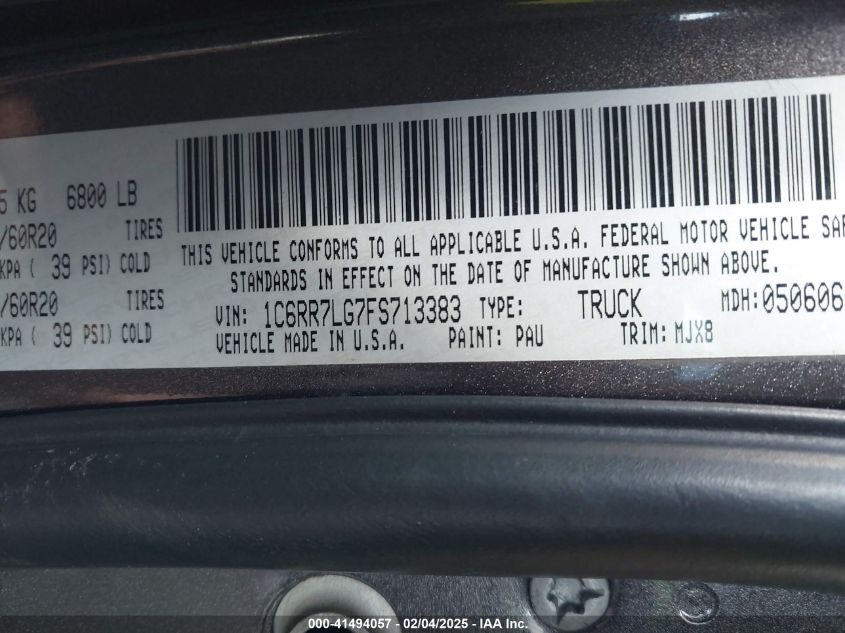 5 KG 6800 LB
/60R20 TIRES
KPA ( 39 PSI) COLD
/60R20 TIRES
KPA ( 39 PSI) COLD
THIS VEHICLE CONFORMS TO ALL APPLICABLE U.S.A. FEDERAL MOTOR VEHICLE SAF
STANDARDS IN EFFECT ON THE DATE OF MANUFACTURE SHOWN ABOVE.
VIN: 1C6RR7LG7FS713383 TYPE: TRUCK MDH:050606
VEHICLE MADE IN U.S.A. PAINT: PAU TRIM: MJX8
000-41494057 - 02/04/2025 - IAA Inc.